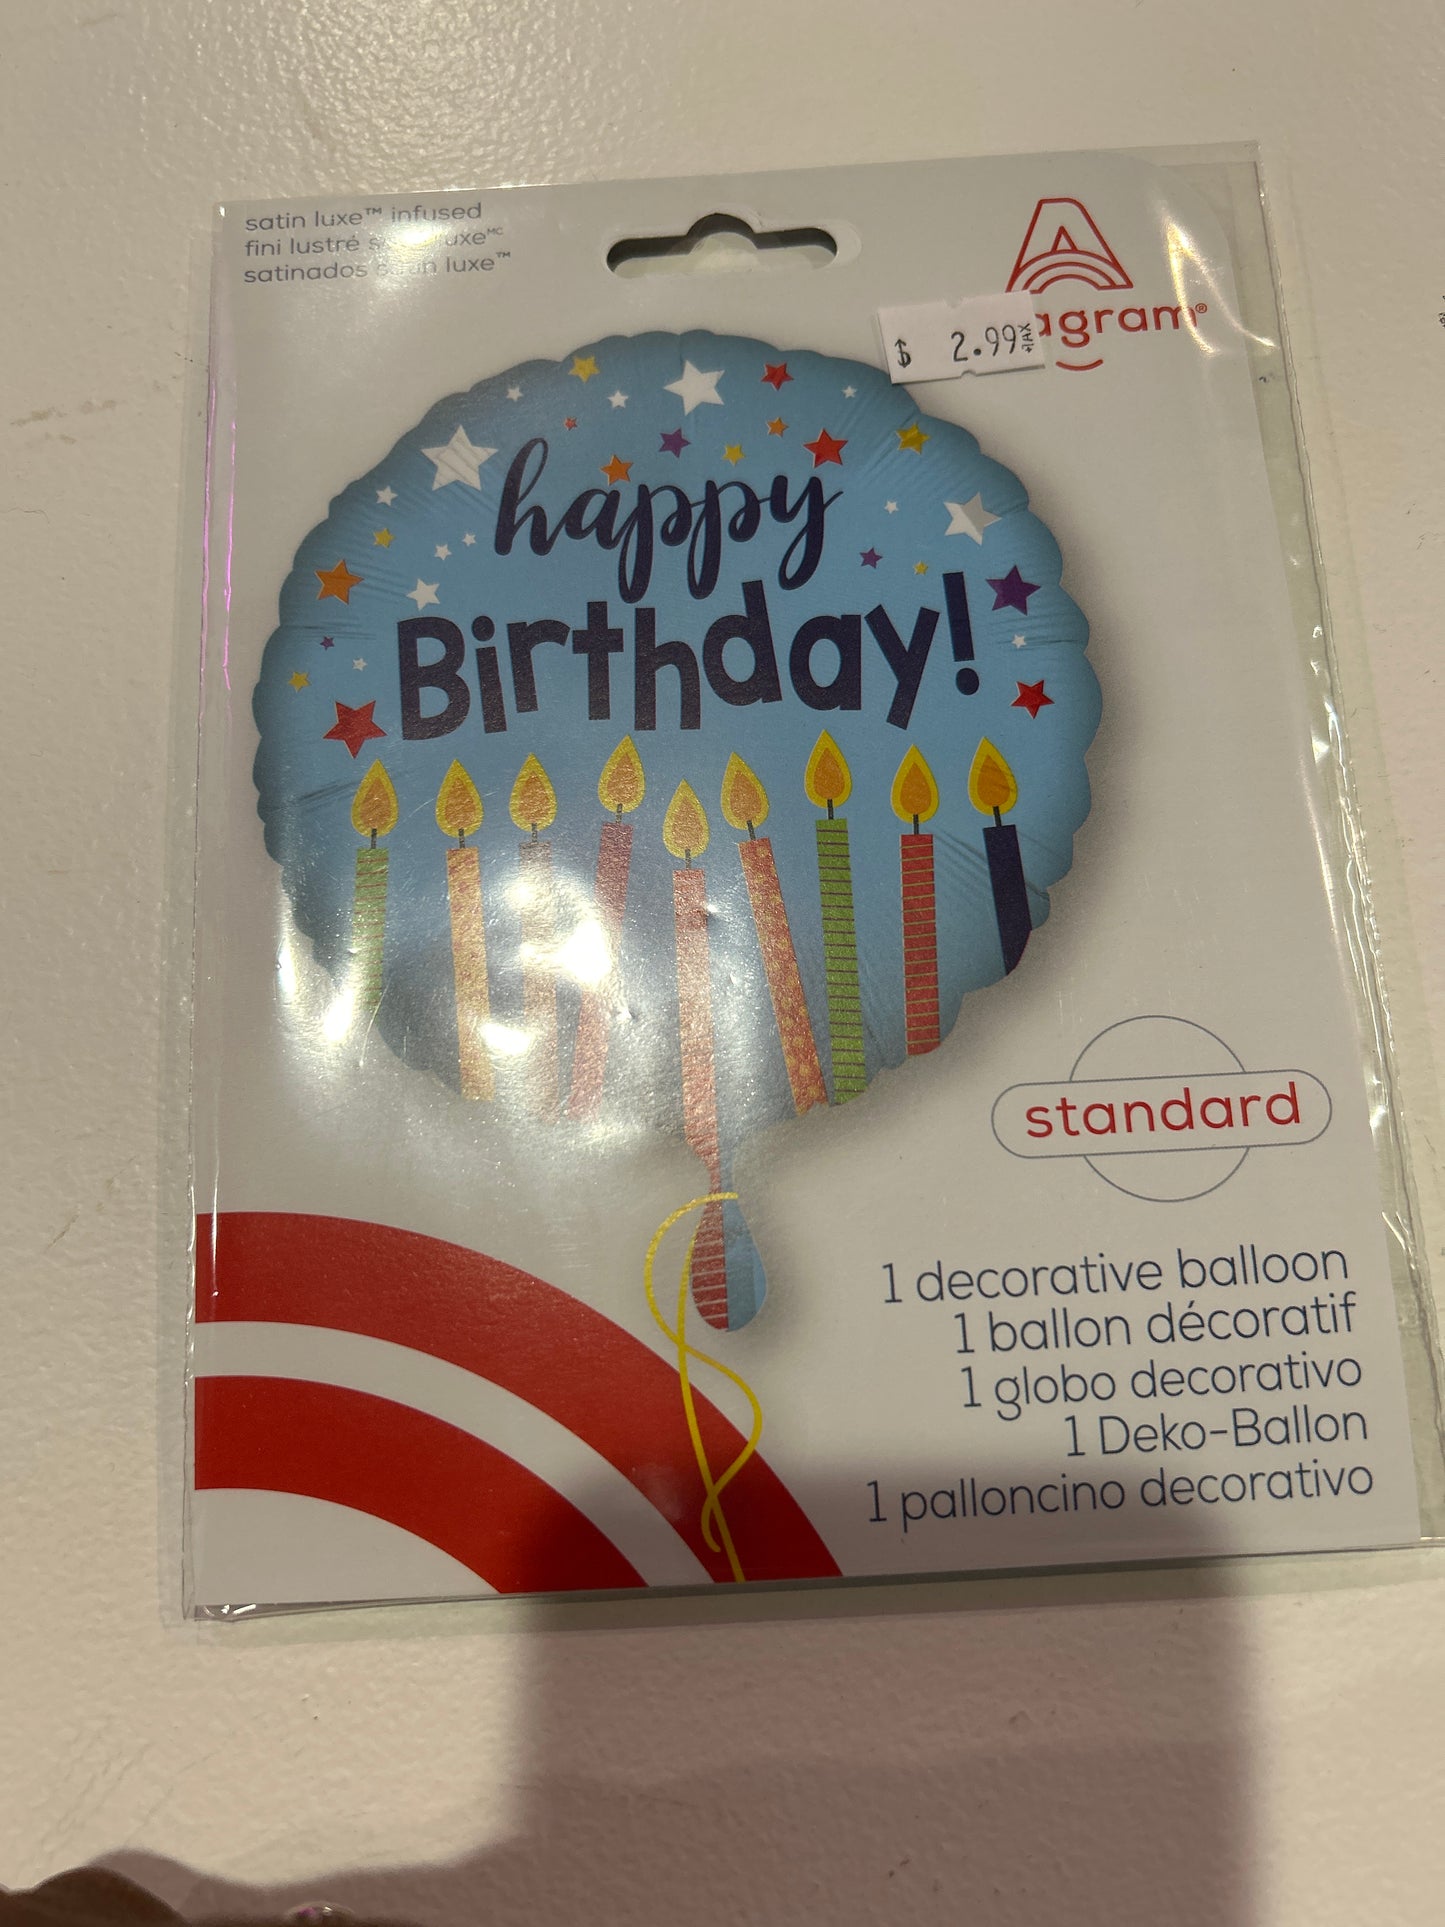 satin luxe™ infused
fini lustré
satinados luxe™
agram®
$ 2.99
happy
Birthday!
standard
1 decorative balloon
1 ballon décoratif
1 globo decorativo
1 Deko-Ballon
1 palloncino decorativo